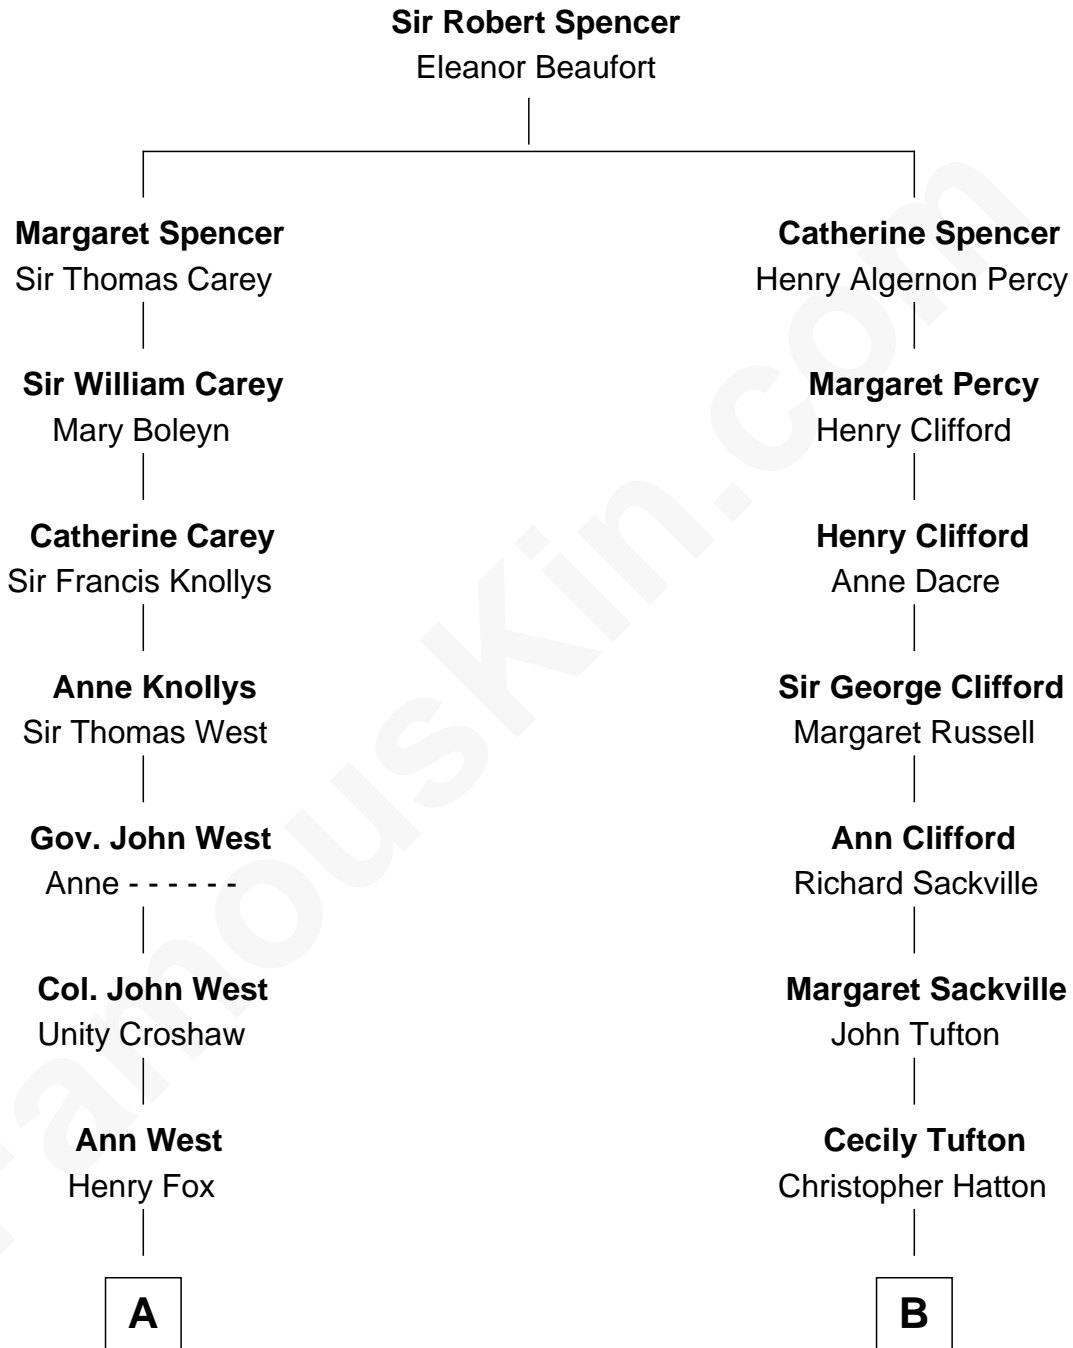 Sir Robert Spencer
Eleanor Beaufort
Margaret Spencer
Sir Thomas Carey
Catherine Spencer
Henry Algernon Percy
Sir William Carey
Mary Boleyn
Margaret Percy
Henry Clifford
Catherine Carey
Sir Francis Knollys
Henry Clifford
Anne Dacre
Anne Knollys
Sir Thomas West
Sir George Clifford
Margaret Russell
Gov. John West
Anne - - - - - -
Ann Clifford
Richard Sackville
Col. John West
Unity Croshaw
Margaret Sackville
John Tufton
Ann West
Henry Fox
Cecily Tufton
Christopher Hatton
A
B
FamousKin.com